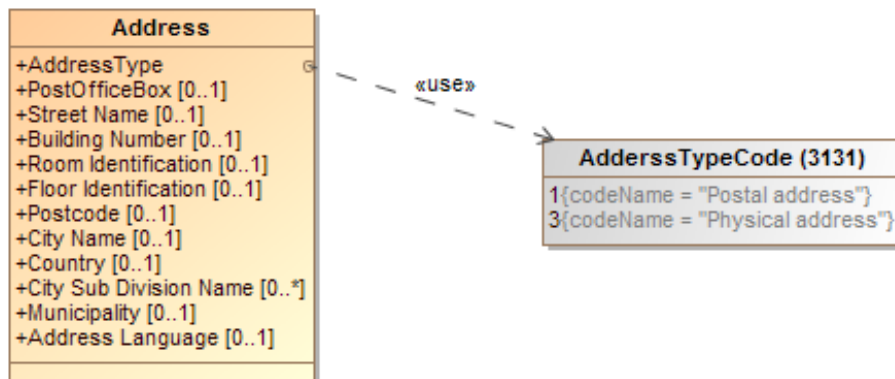 Address
+AddressType
+PostOfficeBox [0..1]
+Street Name [0..1]
+Building Number [0..1]
+Room Identification [0..1]
+Floor Identification [0..1]
+Postcode [0..1]
+City Name [0..1]
+Country [0..1]
+City Sub Division Name [0..*]
+Municipality [0..1]
+Address Language [0..1]
«use»
AdderssTypeCode (3131)
1{codeName = "Postal address"}
3{codeName = "Physical address"}